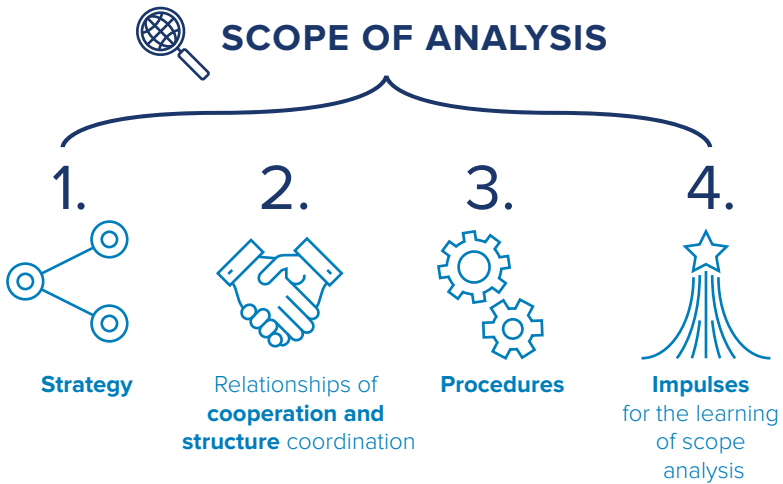 SCOPE OF ANALYSIS
1.
Strategy
2.
Relationships of
cooperation and
structure coordination
3.
Procedures
4.
Impulses
for the learning
of scope
analysis